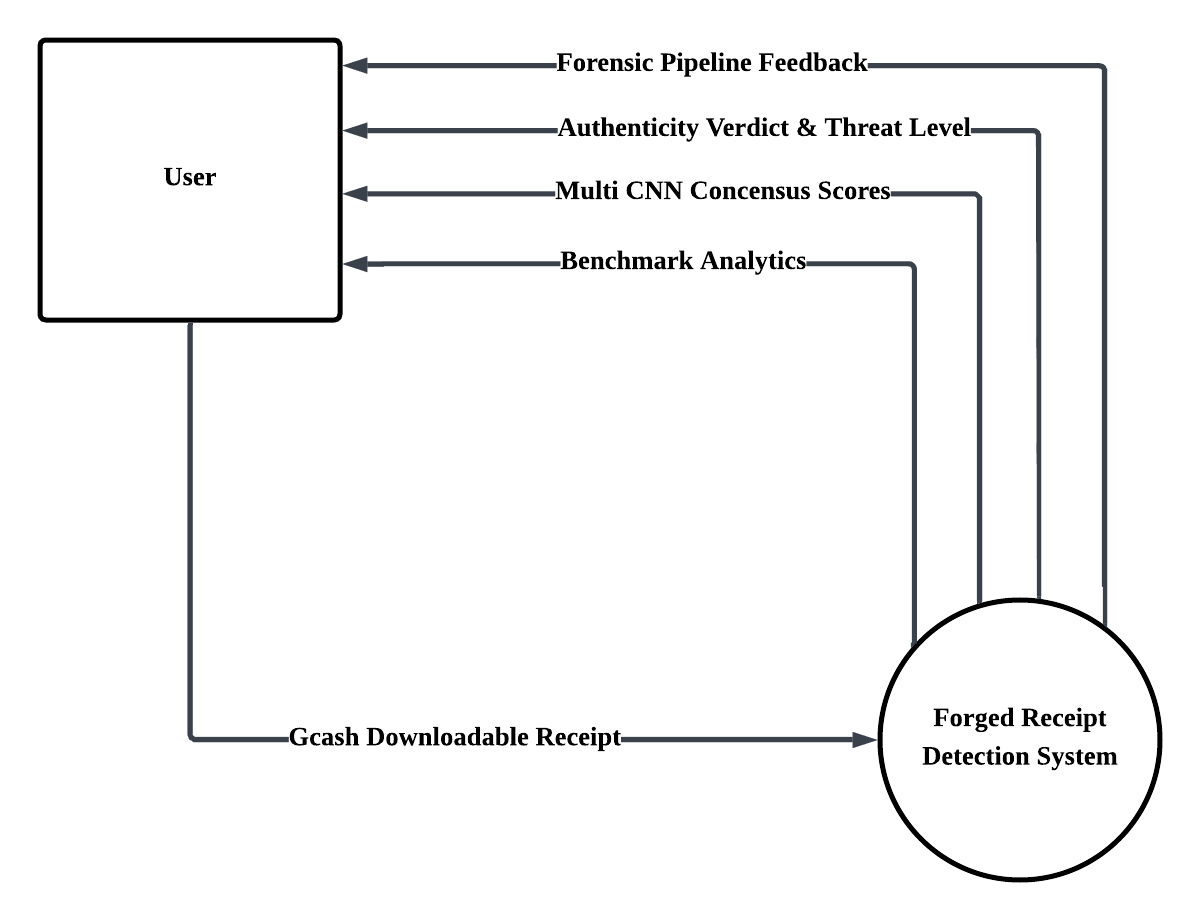 Forensic Pipeline Feedback
Authenticity Verdict & Threat Level
User
Multi CNN Concensus Scores
Benchmark Analytics
Gcash Downloadable Receipt
Forged Receipt
Detection System